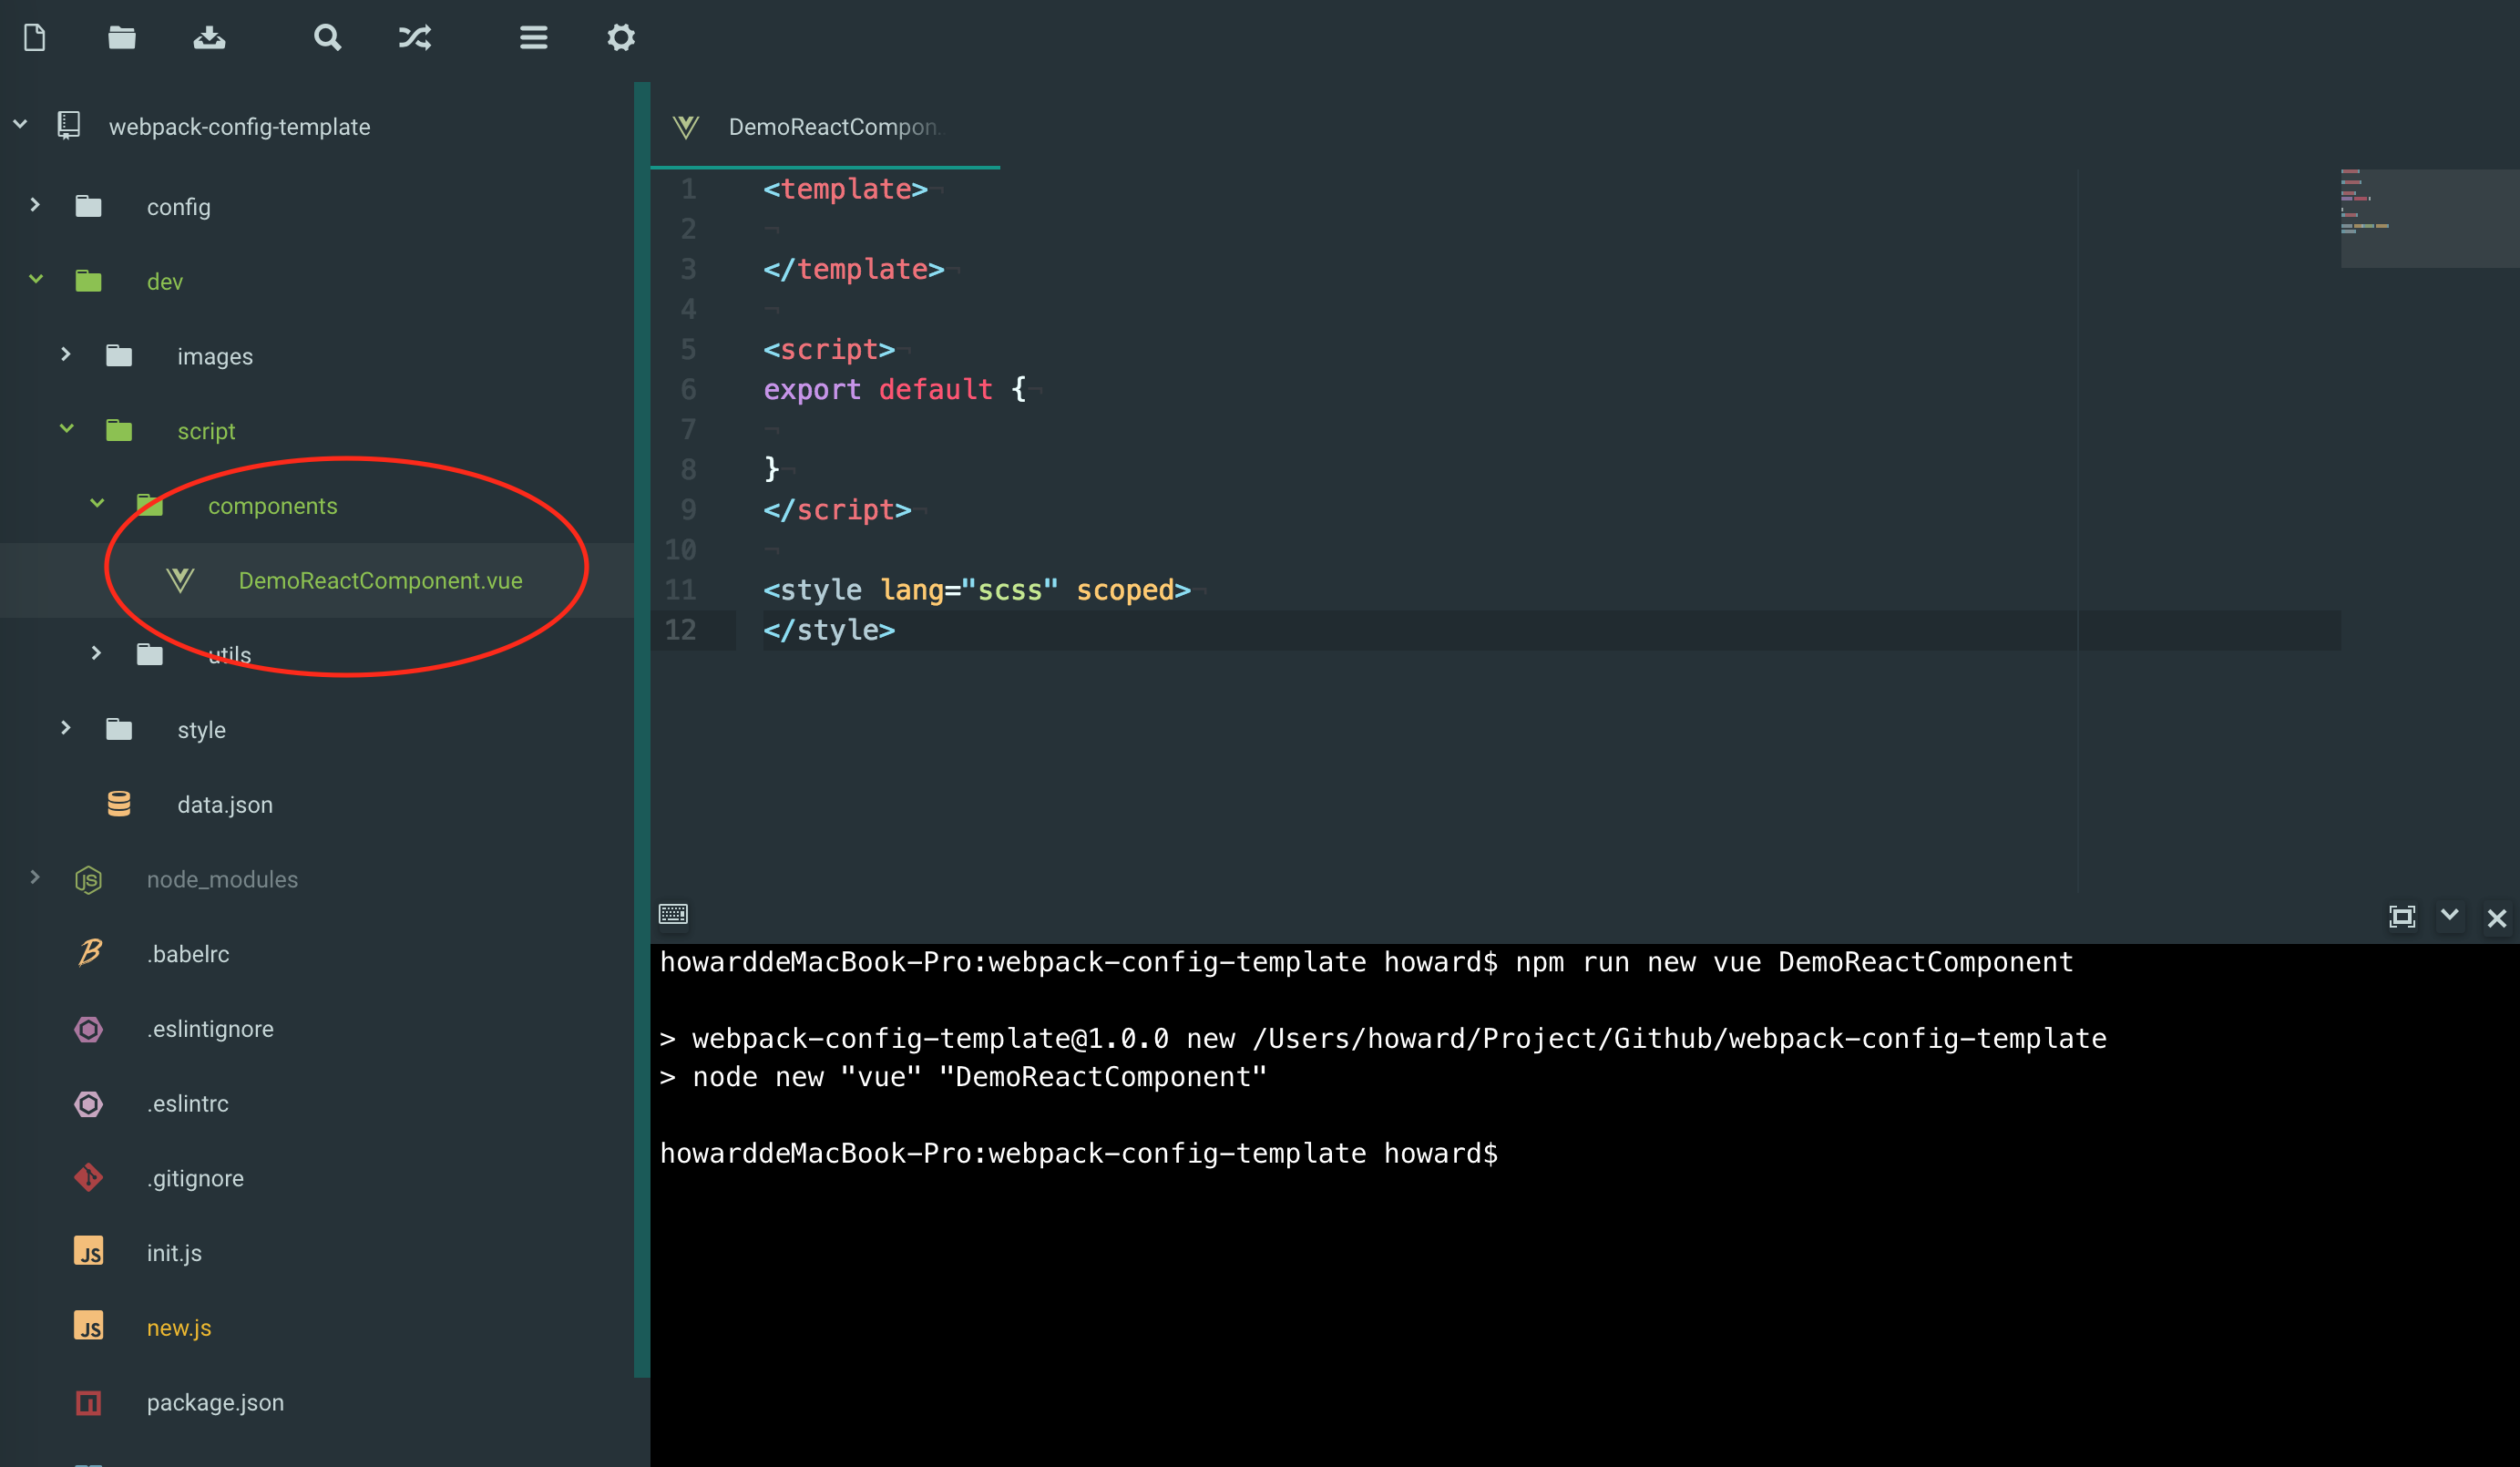 webpack-config-template
config
dev
images
script
components
DemoReactComponent.vue
utils
style
data.json
node_modules
.babelrc
.eslintignore
.eslintrc
.gitignore
JS init.js
JS new.js
package.json
DemoReactCompon
1 <template>
2
3 </template>
4
5 <script>
6 export default {
7
8 }
9 </script>
10
11 <style lang="scss" scoped>
12 </style>
howarddeMacBook-Pro:webpack-config-template howard$ npm run new vue DemoReactComponent
> webpack-config-template@1.0.0 new /Users/howard/Project/Github/webpack-config-template
> node new "vue" "DemoReactComponent"
howarddeMacBook-Pro:webpack-config-template howard$